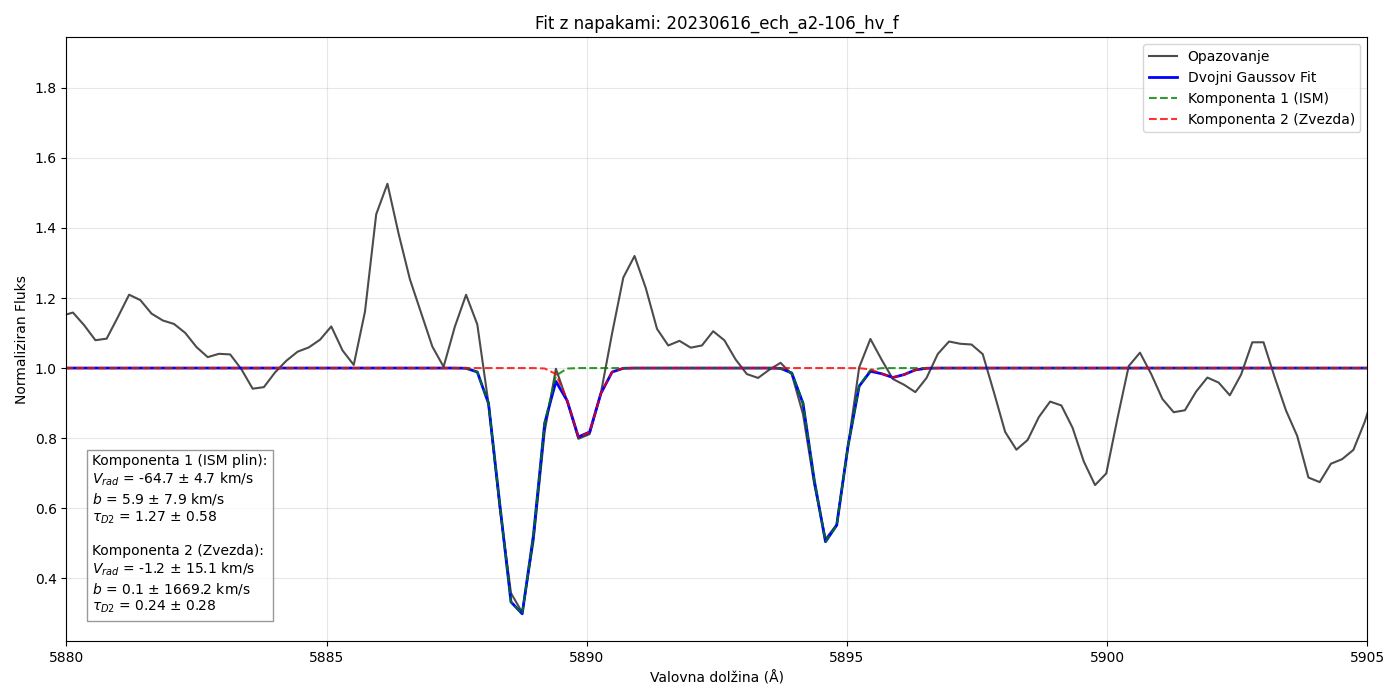 Fit z napakami: 20230616_ech_a2-106_hv_f
Normaliziran Fluks
1.8
1.6
1.4
1.2
1.0
0.8
0.6
0.4
Opazovanje
Dvojni Gaussov Fit
Komponenta 1 (ISM)
Komponenta 2 (Zvezda)
Komponenta 1 (ISM plin):
V_rad = -64.7 ± 4.7 km/s
b = 5.9 ± 7.9 km/s
τ_D2 = 1.27 ± 0.58
Komponenta 2 (Zvezda):
V_rad = -1.2 ± 15.1 km/s
b = 0.1 ± 1669.2 km/s
τ_D2 = 0.24 ± 0.28
5880 5885 5890 5895 5900 5905
Valovna dolžina (Å)